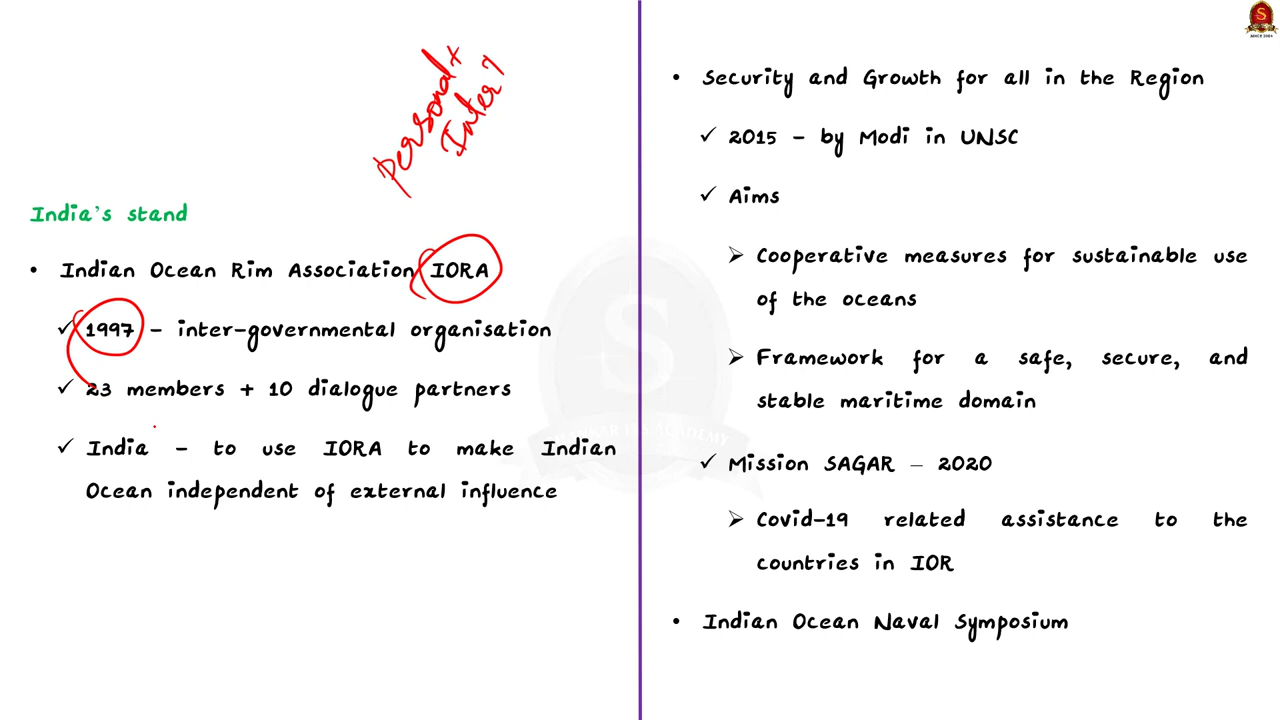 personal +
Inter
India's stand
• Indian Ocean Rim Association IORA
✓ 1997 - inter-governmental organisation
✓ 23 members + 10 dialogue partners
✓ India - to use IORA to make Indian
Ocean independent of external influence
• Security and Growth for all in the Region
✓ 2015 - by Modi in UNSC
✓ Aims
➢ Cooperative measures for sustainable use
of the oceans
➢ Framework for a safe, secure, and
stable maritime domain
✓ Mission SAGAR – 2020
➢ Covid-19 related assistance to the
countries in IOR
• Indian Ocean Naval Symposium
S
SINCE 2004